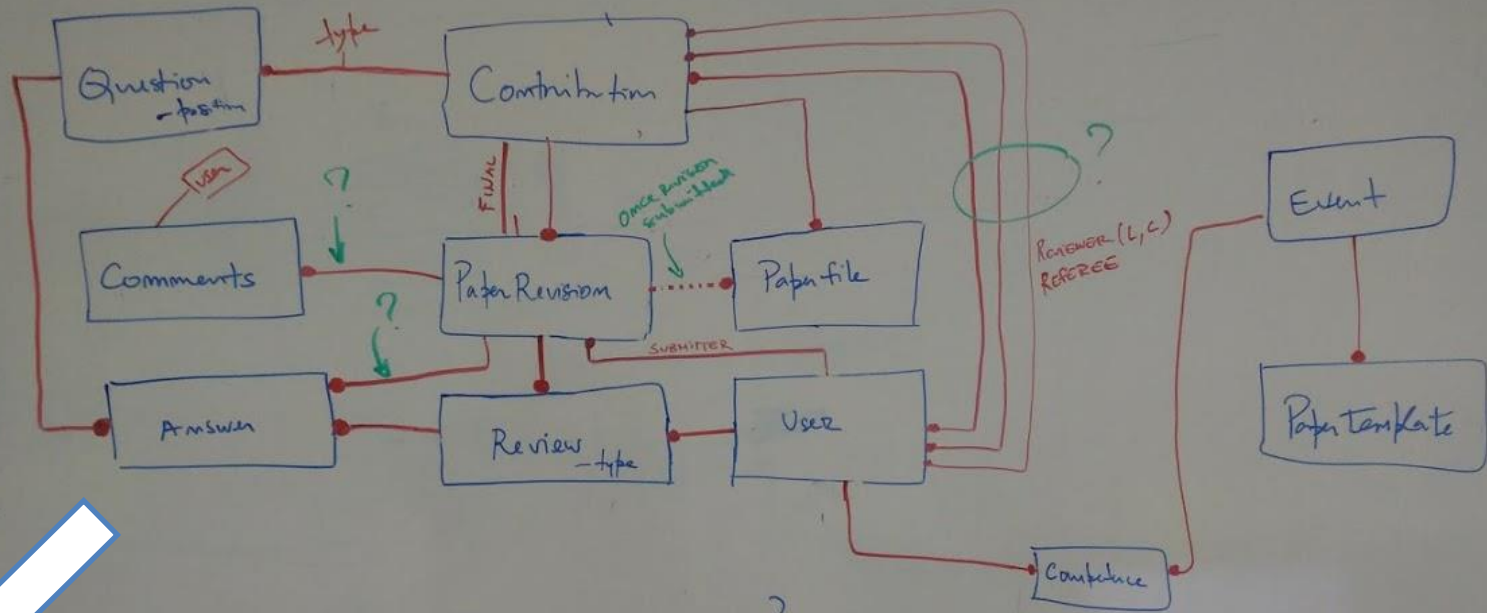 type
Question
- position
Contribution
?
user
?
FINAL
Once Revision
submitted
Event
Comments
Paper Revision
Paper file
REVIEWER (L, C)
REFEREE
?
SUBMITTER
Answer
Review
- type
User
Paper Template
Competence
?